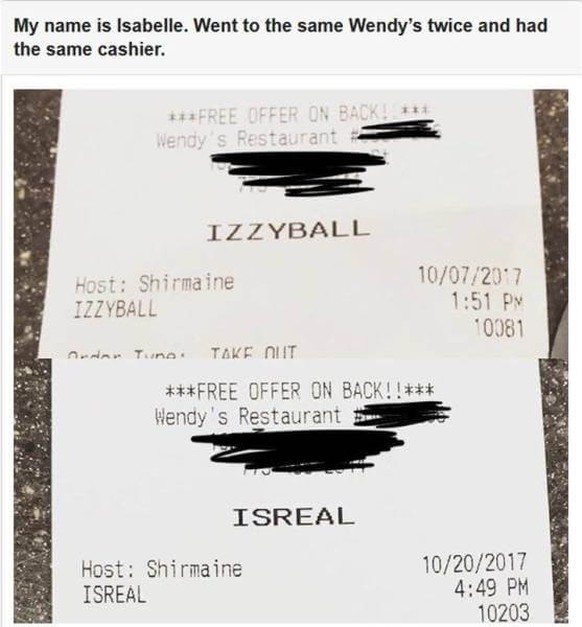 My name is Isabelle. Went to the same Wendy's twice and had
the same cashier.
***FREE OFFER ON BACK!!***
Wendy's Restaurant #
IZZYBALL
Host: Shirmaine
10/07/2017
IZZYBALL
1:51 PM
10081
Order Type: TAKE OUT
***FREE OFFER ON BACK!!***
Wendy's Restaurant #
ISREAL
Host: Shirmaine
10/20/2017
ISREAL
4:49 PM
10203